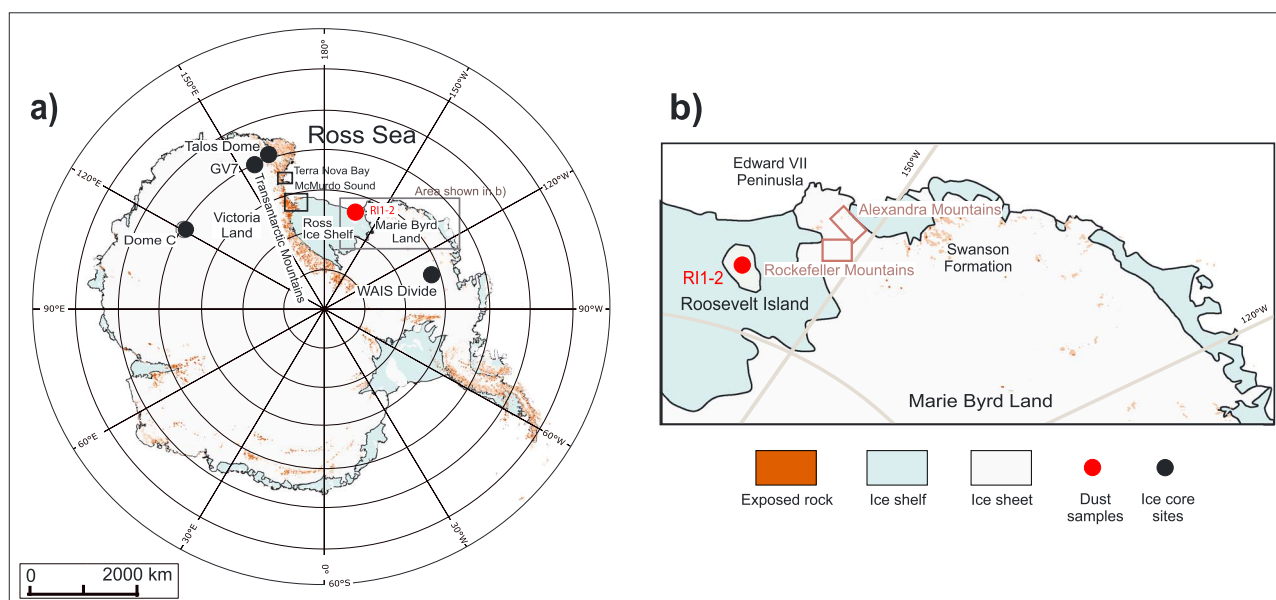 a)
180°
150°E
150°W
120°E
120°W
90°E
90°W
60°E
60°W
30°E
30°W
0°
60°S
Ross Sea
Talos Dome
GV7
Terra Nova Bay
McMurdo Sound
Area shown in b)
RI1-2
Transantarctic Mountains
Victoria
Land
Ross
Ice Shelf
Marie Byrd
Land
Dome C
WAIS Divide
0
2000 km
b)
Edward VII
Peninusla
150°W
Alexandra Mountains
Swanson
Formation
RI1-2
Rockefeller Mountains
Roosevelt Island
120°W
Marie Byrd Land
Exposed rock
Ice shelf
Ice sheet
Dust
samples
Ice core
sites